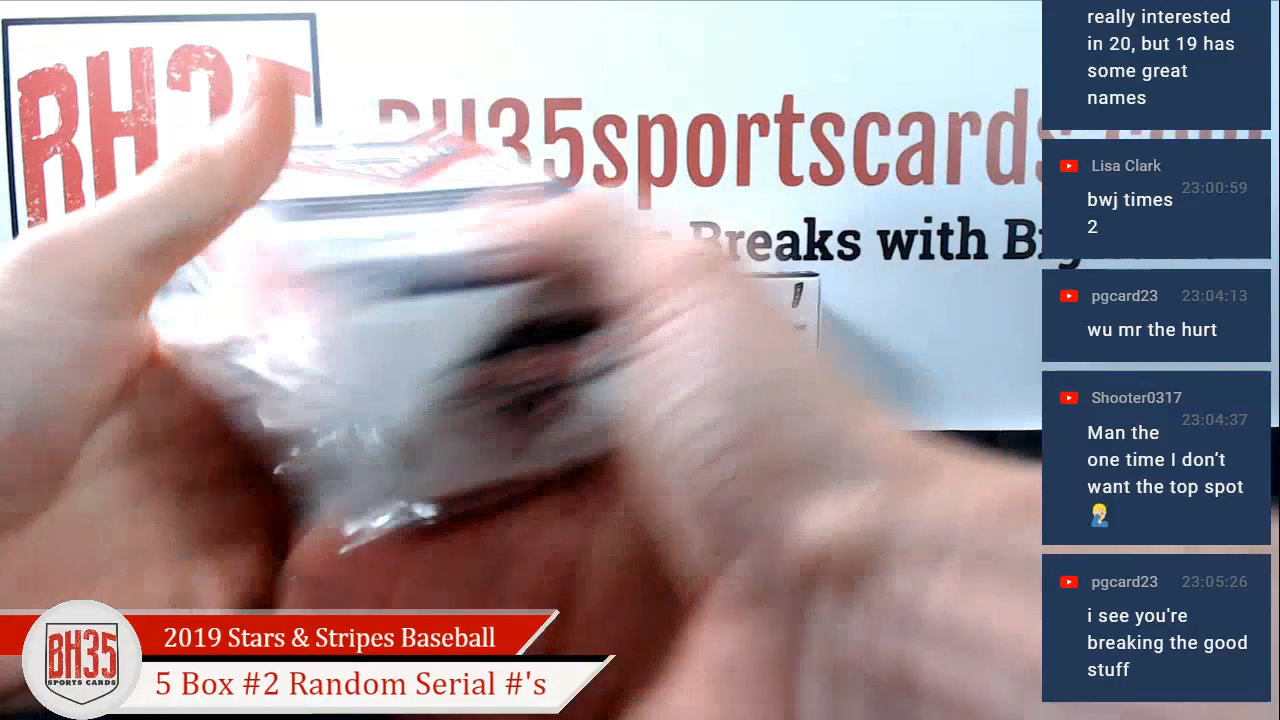 BH35
BH35sportscards
Breaks with Bi
2019 Stars & Stripes Baseball
5 Box #2 Random Serial #'s
BH35
SPORTS CARDS
really interested
in 20, but 19 has
some great
names
Lisa Clark
23:00:59
bwj times
2
pgcard23 23:04:13
wu mr the hurt
Shooter0317
23:04:37
Man the
one time I don’t
want the top spot
🤦🏼‍♂️
pgcard23 23:05:26
i see you're
breaking the good
stuff